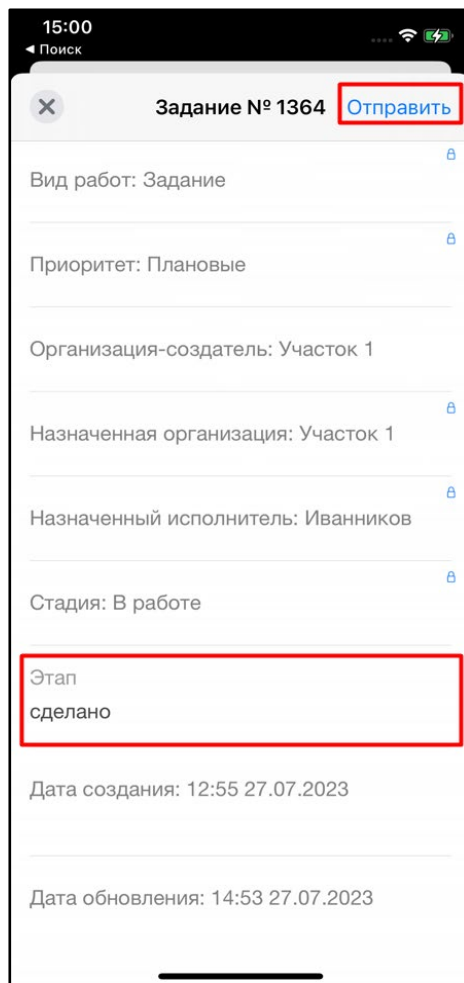 15:00
◀ Поиск
Задание № 1364 Отправить
Вид работ: Задание
Приоритет: Плановые
Организация-создатель: Участок 1
Назначенная организация: Участок 1
Назначенный исполнитель: Иванников
Стадия: В работе
Этап
сделано
Дата создания: 12:55 27.07.2023
Дата обновления: 14:53 27.07.2023